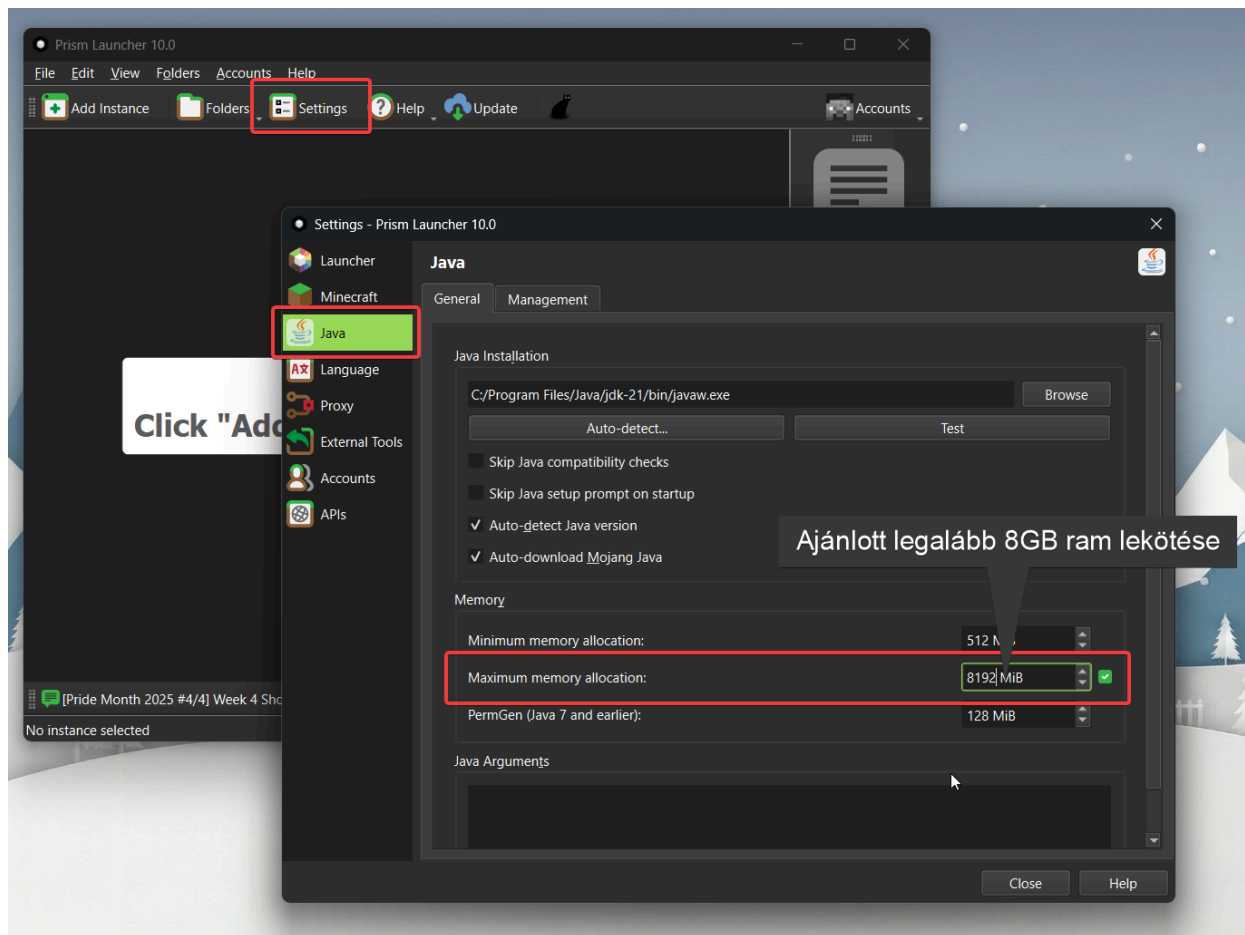 Prism Launcher 10.0
File Edit View Folders Accounts Help
Add Instance Folders Settings Help Update Accounts
Click "Add
[Pride Month 2025 #4/4] Week 4
No instance selected
Settings - Prism Launcher 10.0
Launcher
Minecraft
Java
Language
Proxy
External Tools
Accounts
APIs
Java
General Management
Java Installation
C:/Program Files/Java/jdk-21/bin/javaw.exe Browse
Auto-detect... Test
Skip Java compatibility checks
Skip Java setup prompt on startup
Auto-detect Java version
Auto-download Mojang Java
Ajánlott legalább 8GB ram lekötése
Memory
Minimum memory allocation: 512
Maximum memory allocation: 8192 MiB
PermGen (Java 7 and earlier): 128 MiB
Java Arguments
Close Help